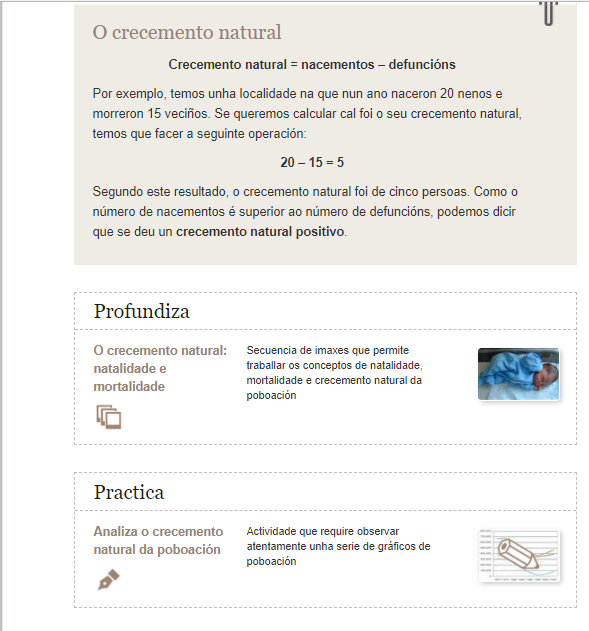 O crecemento natural
Crecemento natural = nacementos – defuncións
Por exemplo, temos unha localidade na que nun ano naceron 20 nenos e
morreron 15 veciños. Se queremos calcular cal foi o seu crecemento natural,
temos que facer a seguinte operación:
20 – 15 = 5
Segundo este resultado, o crecemento natural foi de cinco persoas. Como o
número de nacementos é superior ao número de defuncións, podemos dicir
que se deu un crecemento natural positivo.
Profundiza
O crecemento natural:
natalidade e
mortalidade
Secuencia de imaxes que permite
traballar os conceptos de natalidade,
mortalidade e crecemento natural da
poboación
Practica
Analiza o crecemento
natural da poboación
Actividade que require observar
atentamente unha serie de gráficos de
poboación